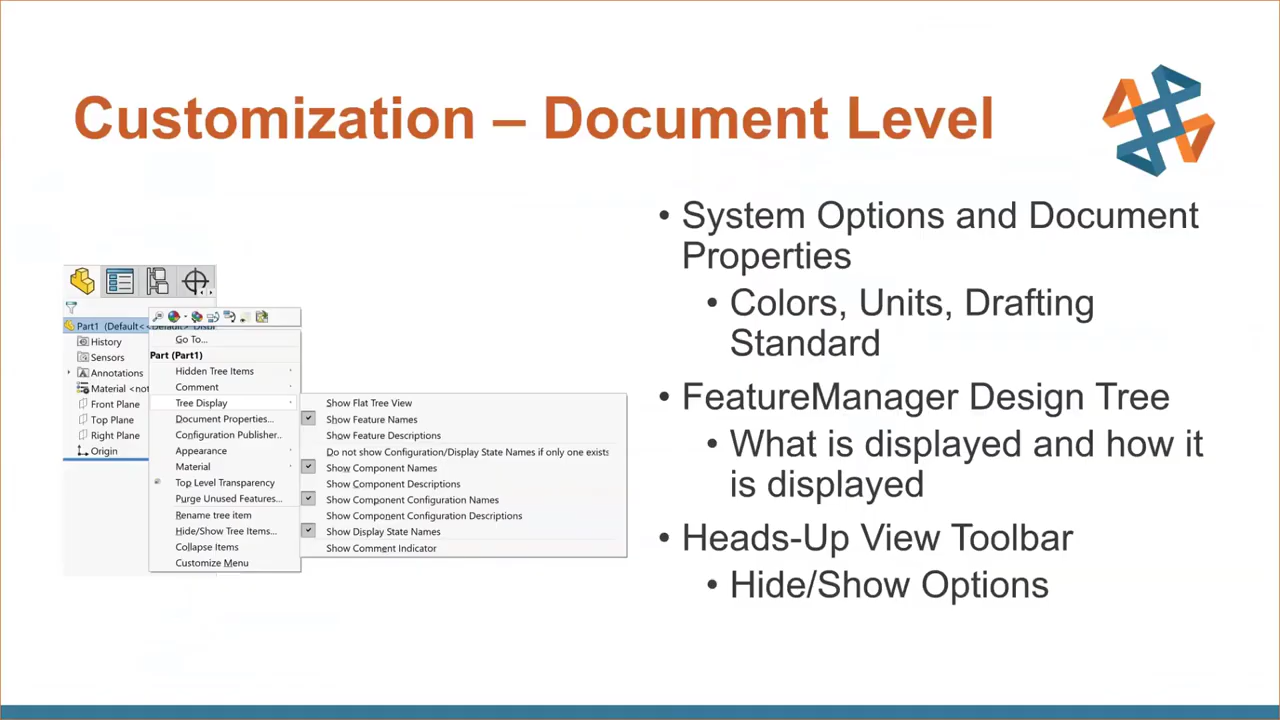 Customization – Document Level
• System Options and Document
Properties
• Colors, Units, Drafting
Standard
• FeatureManager Design Tree
• What is displayed and how it
is displayed
• Heads-Up View Toolbar
• Hide/Show Options
Part1 (Default<<Default>
History
Sensors
Annotations
Material <not
Front Plane
Top Plane
Right Plane
Origin
Go To...
Part (Part1)
Hidden Tree Items
Comment
Tree Display
Document Properties...
Configuration Publisher..
Appearance
Material
Top Level Transparency
Purge Unused Features...
Rename tree item
Hide/Show Tree Items...
Collapse Items
Customize Menu
Show Flat Tree View
Show Feature Names
Show Feature Descriptions
Do not show Configuration/Display State Names if only one exists
Show Component Names
Show Component Descriptions
Show Component Configuration Names
Show Component Configuration Descriptions
Show Display State Names
Show Comment Indicator